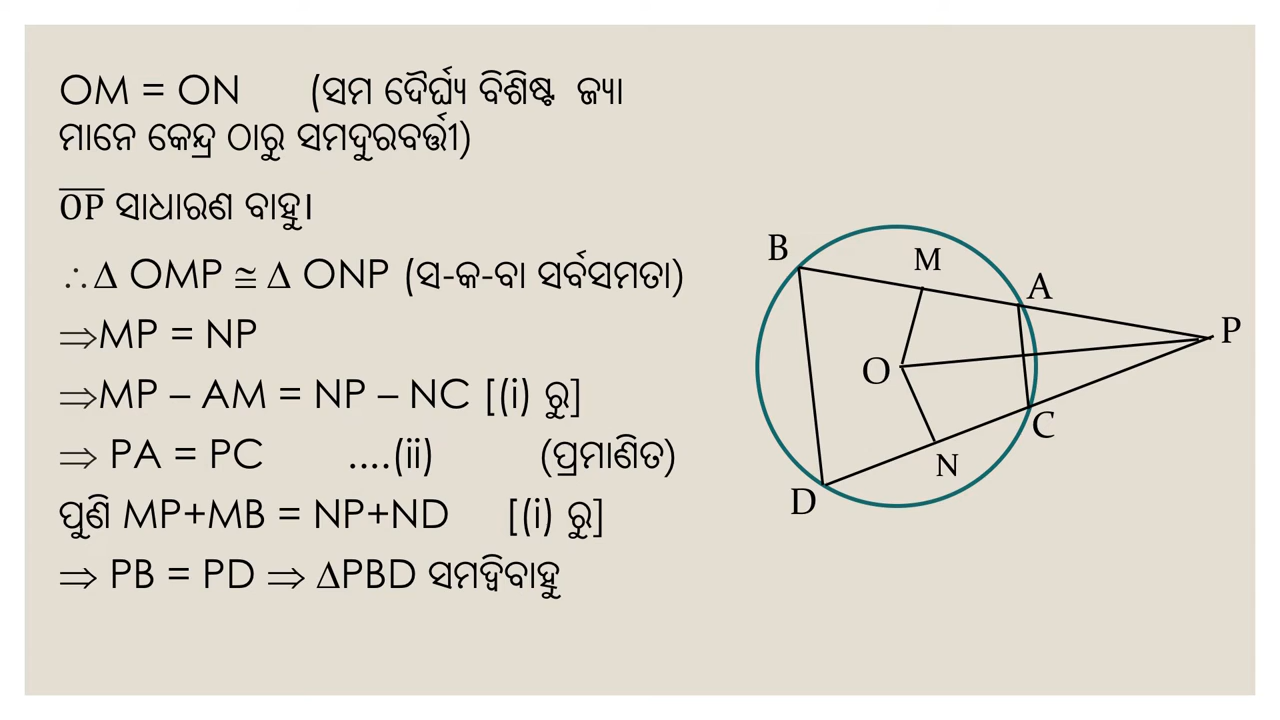 OM = ON (ସମ ଦୈର୍ଘ୍ୟ ବିଶିଷ୍ଟ ଜ୍ୟା
ମାନେ କେନ୍ଦ୍ର ଠାରୁ ସମଦୁରବର୍ତ୍ତୀ)
O̅P̅ ସାଧାରଣ ବାହୁ।
∴Δ OMP ≅ Δ ONP (ସ-କ-ବା ସର୍ବସମତା)
⇒MP = NP
⇒MP – AM = NP – NC [(i) ରୁ]
⇒ PA = PC ....(ii) (ପ୍ରମାଣିତ)
ପୁଣି MP+MB = NP+ND [(i) ରୁ]
⇒ PB = PD ⇒ ΔPBD ସମଦ୍ୱିବାହୁ
B
M
A
P
O
C
N
D